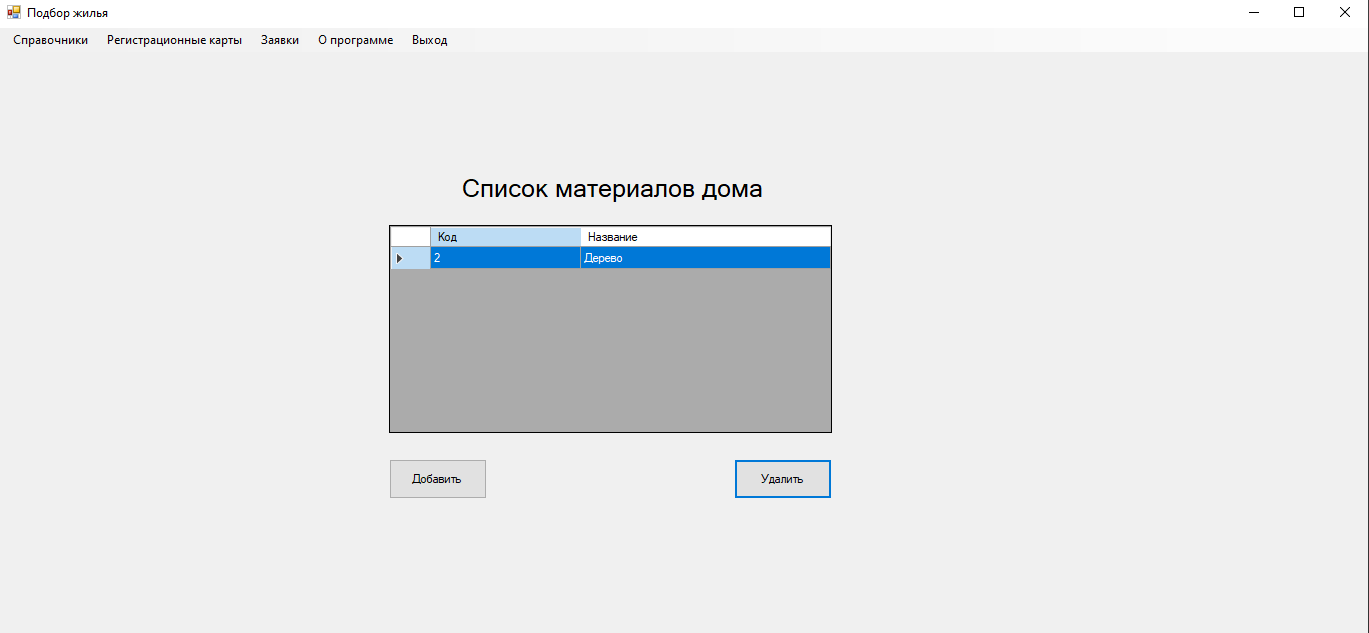 Подбор жилья
Справочники Регистрационные карты Заявки О программе Выход
Список материалов дома
Код Название
2 Дерево
Добавить Удалить